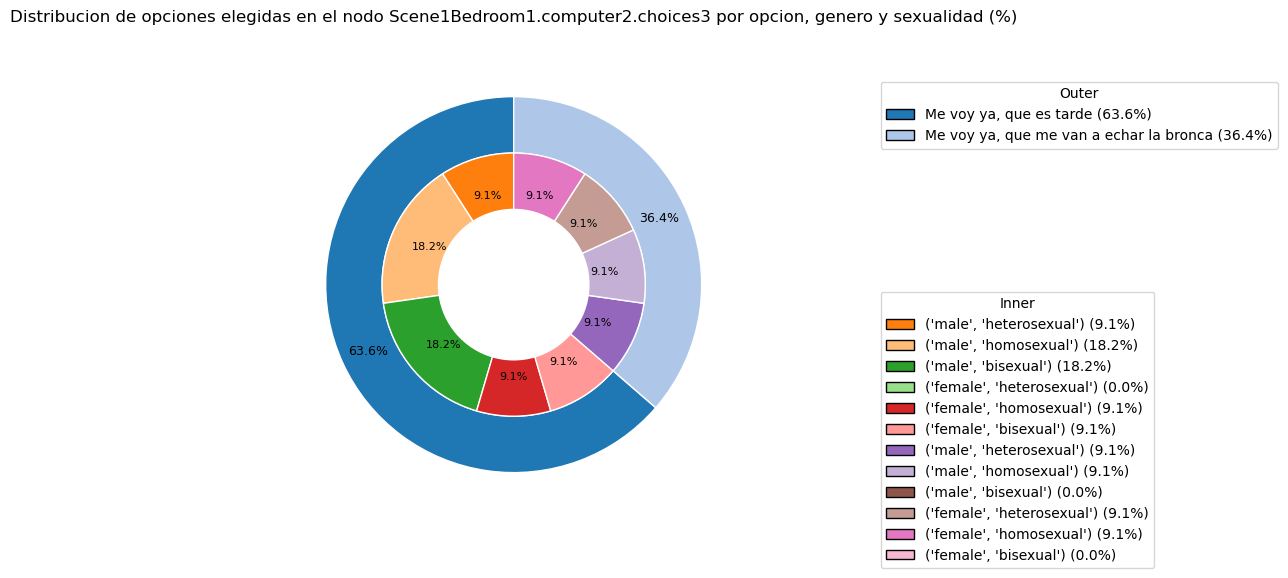 Distribucion de opciones elegidas en el nodo Scene1Bedroom1.computer2.choices3 por opcion, genero y sexualidad (%)
Outer
Me voy ya, que es tarde (63.6%)
Me voy ya, que me van a echar la bronca (36.4%)
9.1%
9.1%
9.1%
36.4%
18.2%
9.1%
9.1%
18.2%
63.6%
9.1%
9.1%
Inner
('male', 'heterosexual') (9.1%)
('male', 'homosexual') (18.2%)
('male', 'bisexual') (18.2%)
('female', 'heterosexual') (0.0%)
('female', 'homosexual') (9.1%)
('female', 'bisexual') (9.1%)
('male', 'heterosexual') (9.1%)
('male', 'homosexual') (9.1%)
('male', 'bisexual') (0.0%)
('female', 'heterosexual') (9.1%)
('female', 'homosexual') (9.1%)
('female', 'bisexual') (0.0%)